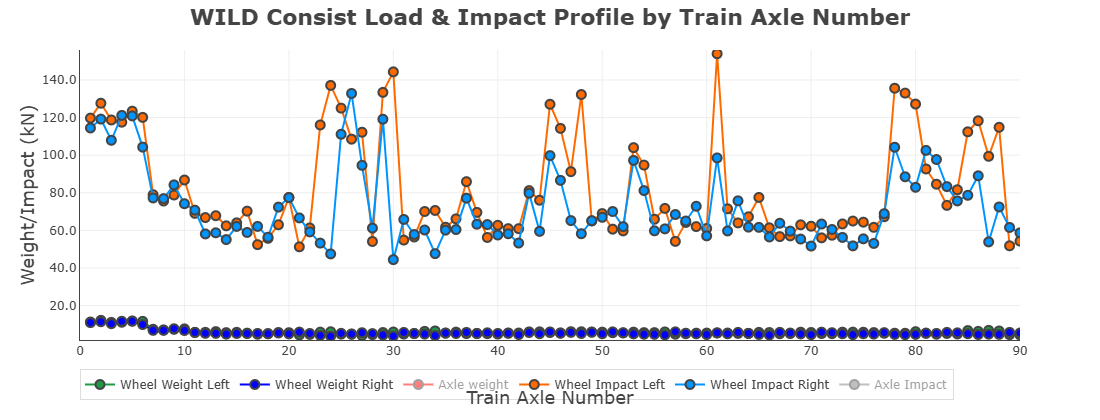 WILD Consist Load & Impact Profile by Train Axle Number
Weight/Impact (kN)
140.0
120.0
100.0
80.0
60.0
40.0
20.0
0 10 20 30 40 50 60 70 80 90
Wheel Weight Left Wheel Weight Right Axle weight Wheel Impact Left Wheel Impact Right Axle Impact
Train Axle Number